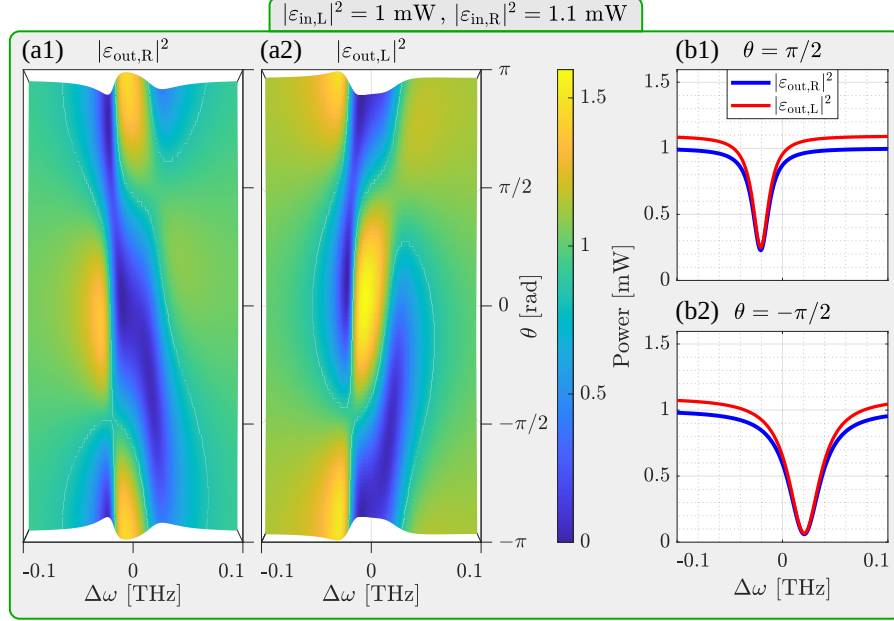 |ε_in,L|² = 1 mW , |ε_in,R|² = 1.1 mW
(a1) |ε_out,R|²
(a2) |ε_out,L|²
π
π/2
0
−π/2
−π
θ [rad]
-0.1 0 0.1
Δω [THz]
-0.1 0 0.1
Δω [THz]
1.5
1
0.5
0
Power [mW]
(b1) θ = π/2
|ε_out,R|²
|ε_out,L|²
1.5
1
0.5
0
(b2) θ = −π/2
1.5
1
0.5
0
-0.1 0 0.1
Δω [THz]